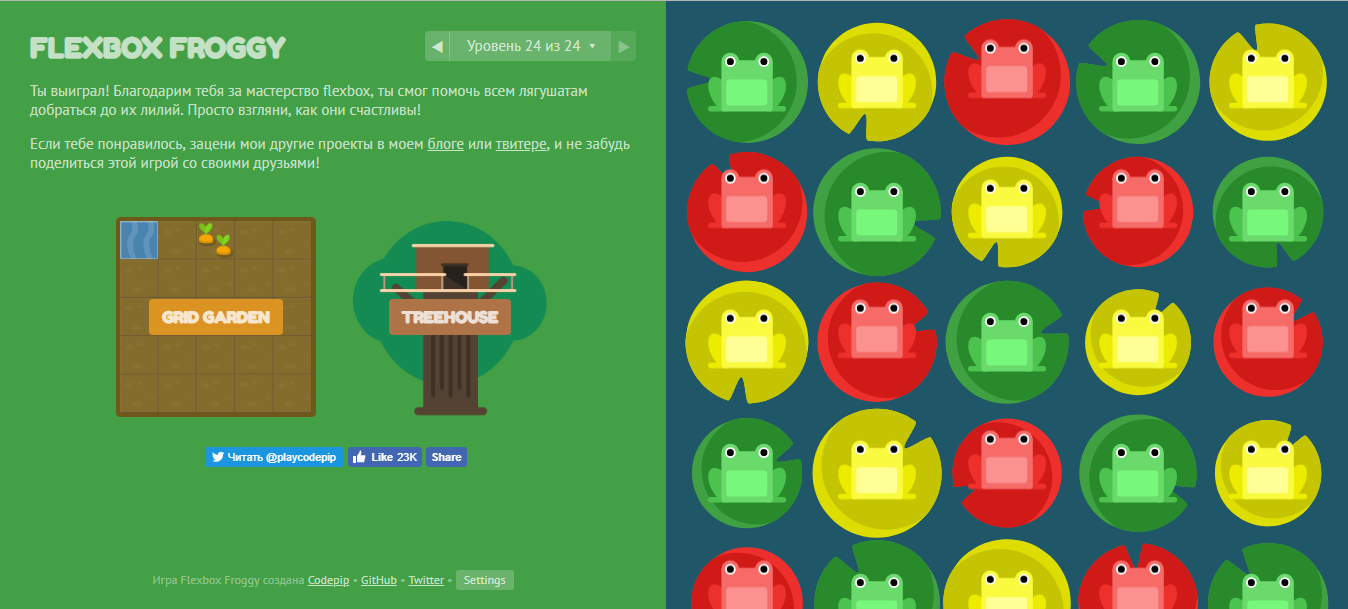 FLEXBOX FROGGY
Уровень 24 из 24
Ты выиграл! Благодарим тебя за мастерство flexbox, ты смог помочь всем лягушатам
добраться до их лилий. Просто взгляни, как они счастливы!
Если тебе понравилось, зацени мои другие проекты в моем блоге или твитере, и не забудь
поделиться этой игрой со своими друзьями!
GRID GARDEN
TREEHOUSE
Читать @playcodepip
Like 23K
Share
Игра Flexbox Froggy создана Codepip • GitHub • Twitter • Settings